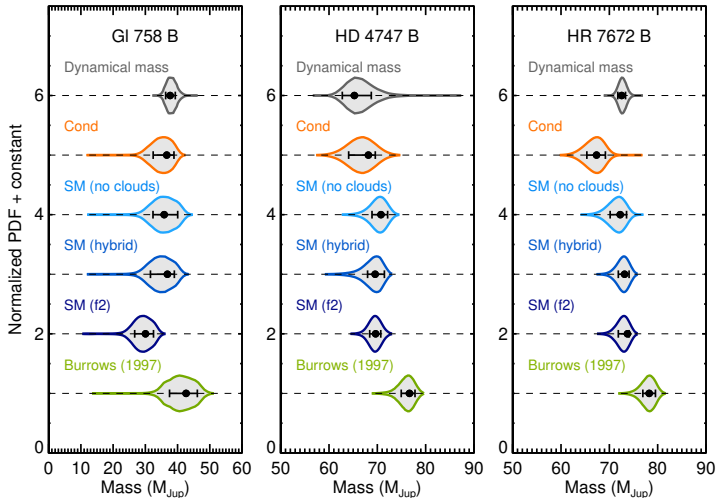 Gl 758 B
HD 4747 B
HR 7672 B
Normalized PDF + constant
Dynamical mass
Cond
SM (no clouds)
SM (hybrid)
SM (f2)
Burrows (1997)
Dynamical mass
Cond
SM (no clouds)
SM (hybrid)
SM (f2)
Burrows (1997)
Dynamical mass
Cond
SM (no clouds)
SM (hybrid)
SM (f2)
Burrows (1997)
6
4
2
0
6
4
2
0
6
4
2
0
0 10 20 30 40 50 60
50 60 70 80 90
50 60 70 80 90
Mass (MJup)
Mass (MJup)
Mass (MJup)